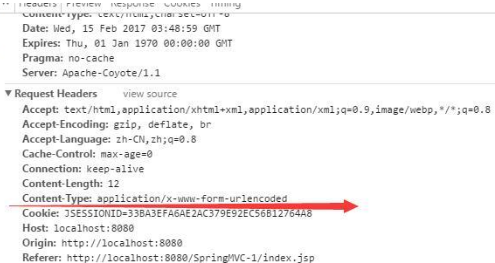 Headers Preview Response Cookies Timing
Content-Type: text/html;charset=UTF-8
Date: Wed, 15 Feb 2017 03:48:59 GMT
Expires: Thu, 01 Jan 1970 00:00:00 GMT
Pragma: no-cache
Server: Apache-Coyote/1.1
▼ Request Headers view source
Accept: text/html,application/xhtml+xml,application/xml;q=0.9,image/webp,*/*;q=0.8
Accept-Encoding: gzip, deflate, br
Accept-Language: zh-CN,zh;q=0.8
Cache-Control: max-age=0
Connection: keep-alive
Content-Length: 12
Content-Type: application/x-www-form-urlencoded
Cookie: JSESSIONID=33BA3EFA6AE2AC379E92EC56B12764A8
Host: localhost:8080
Origin: http://localhost:8080
Referer: http://localhost:8080/SpringMVC-1/index.jsp